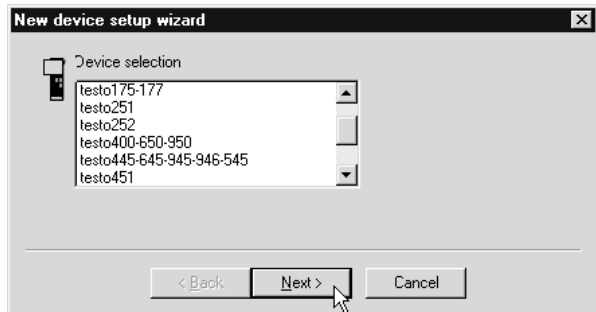 New device setup wizard
Device selection
testo175-177
testo251
testo252
testo400-650-950
testo445-645-945-946-545
testo451
< Back
Next >
Cancel